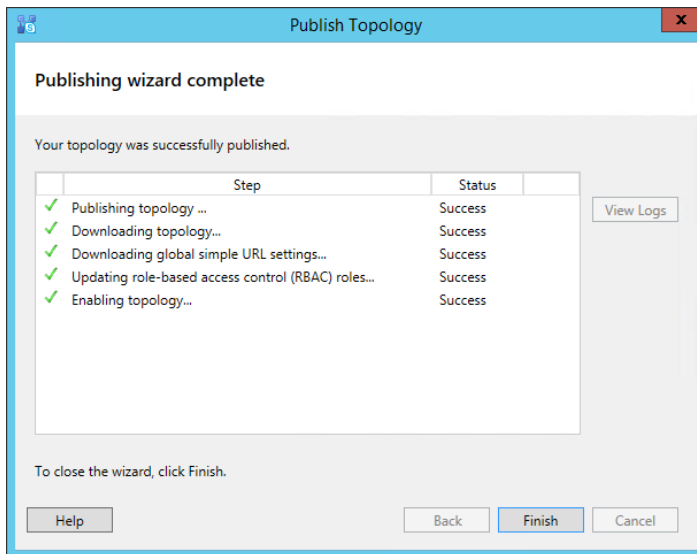 Publish Topology
x
Publishing wizard complete
Your topology was successfully published.
Step Status
Publishing topology ... Success
Downloading topology... Success
Downloading global simple URL settings... Success
Updating role-based access control (RBAC) roles... Success
Enabling topology... Success
View Logs
To close the wizard, click Finish.
Help Back Finish Cancel